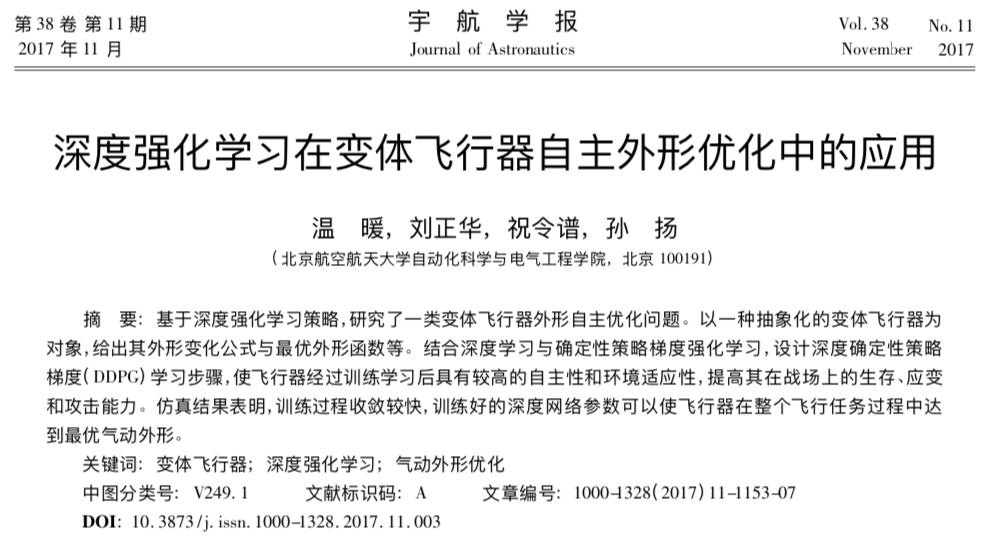 第 38 卷 第 11 期 宇 航 学 报 Vol. 38 No. 11
2017 年 11 月 Journal of Astronautics November 2017
深度强化学习在变体飞行器自主外形优化中的应用
温 暖，刘正华，祝令谱，孙 扬
（北京航空航天大学自动化科学与电气工程学院，北京 100191）
摘 要：基于深度强化学习策略，研究了一类变体飞行器外形自主优化问题。以一种抽象化的变体飞行器为
对象，给出其外形变化公式与最优外形函数等。结合深度学习与确定性策略梯度强化学习，设计深度确定性策略
梯度（DDPG）学习步骤，使飞行器经过训练学习后具有较高的自主性和环境适应性，提高其在战场上的生存、应变
和攻击能力。仿真结果表明，训练过程收敛较快，训练好的深度网络参数可以使飞行器在整个飞行任务过程中达
到最优气动外形。
关键词：变体飞行器；深度强化学习；气动外形优化
中图分类号：V249.1 文献标识码：A 文章编号：1000-1328(2017)11-1153-07
DOI: 10.3873/j.issn.1000-1328.2017.11.003